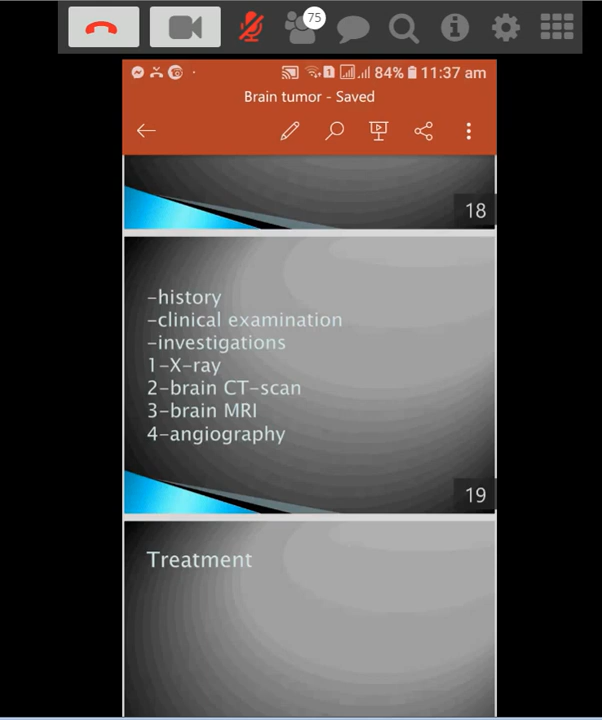 75
84% 11:37 am
Brain tumor - Saved
18
-history
-clinical examination
-investigations
1-X-ray
2-brain CT-scan
3-brain MRI
4-angiography
19
Treatment